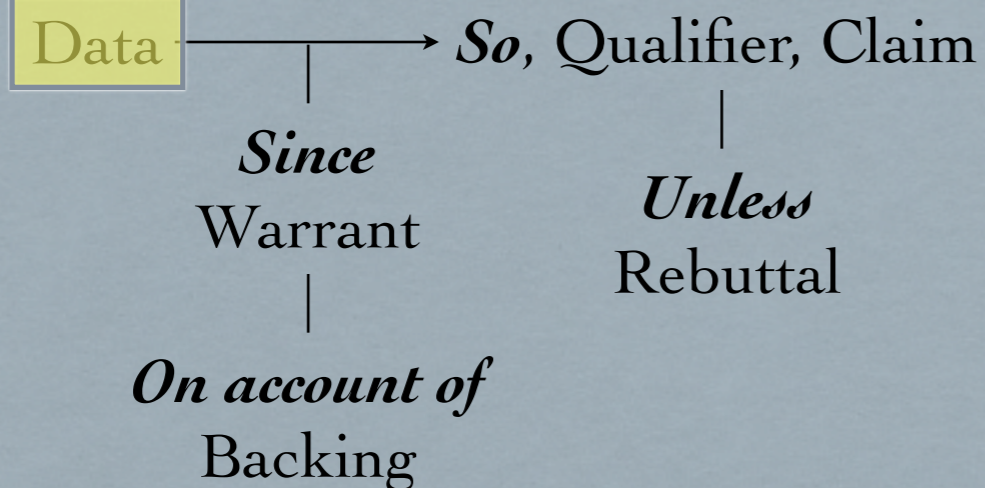 Data So, Qualifier, Claim
Since
Warrant
Unless
Rebuttal
On account of
Backing